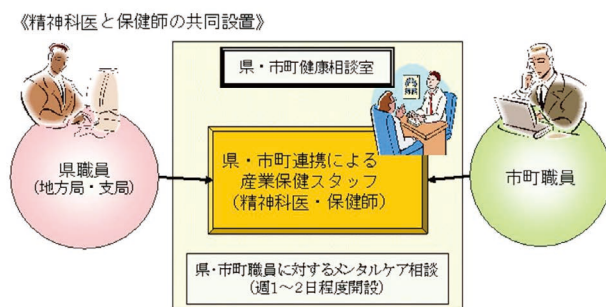 《精神科医と保健師の共同設置》
県・市町健康相談室
県職員
(地方局・支局)
県・市町連携による
産業保健スタッフ
(精神科医・保健師)
市町職員
県・市町職員に対するメンタルケア相談
(週1～2日程度開設)